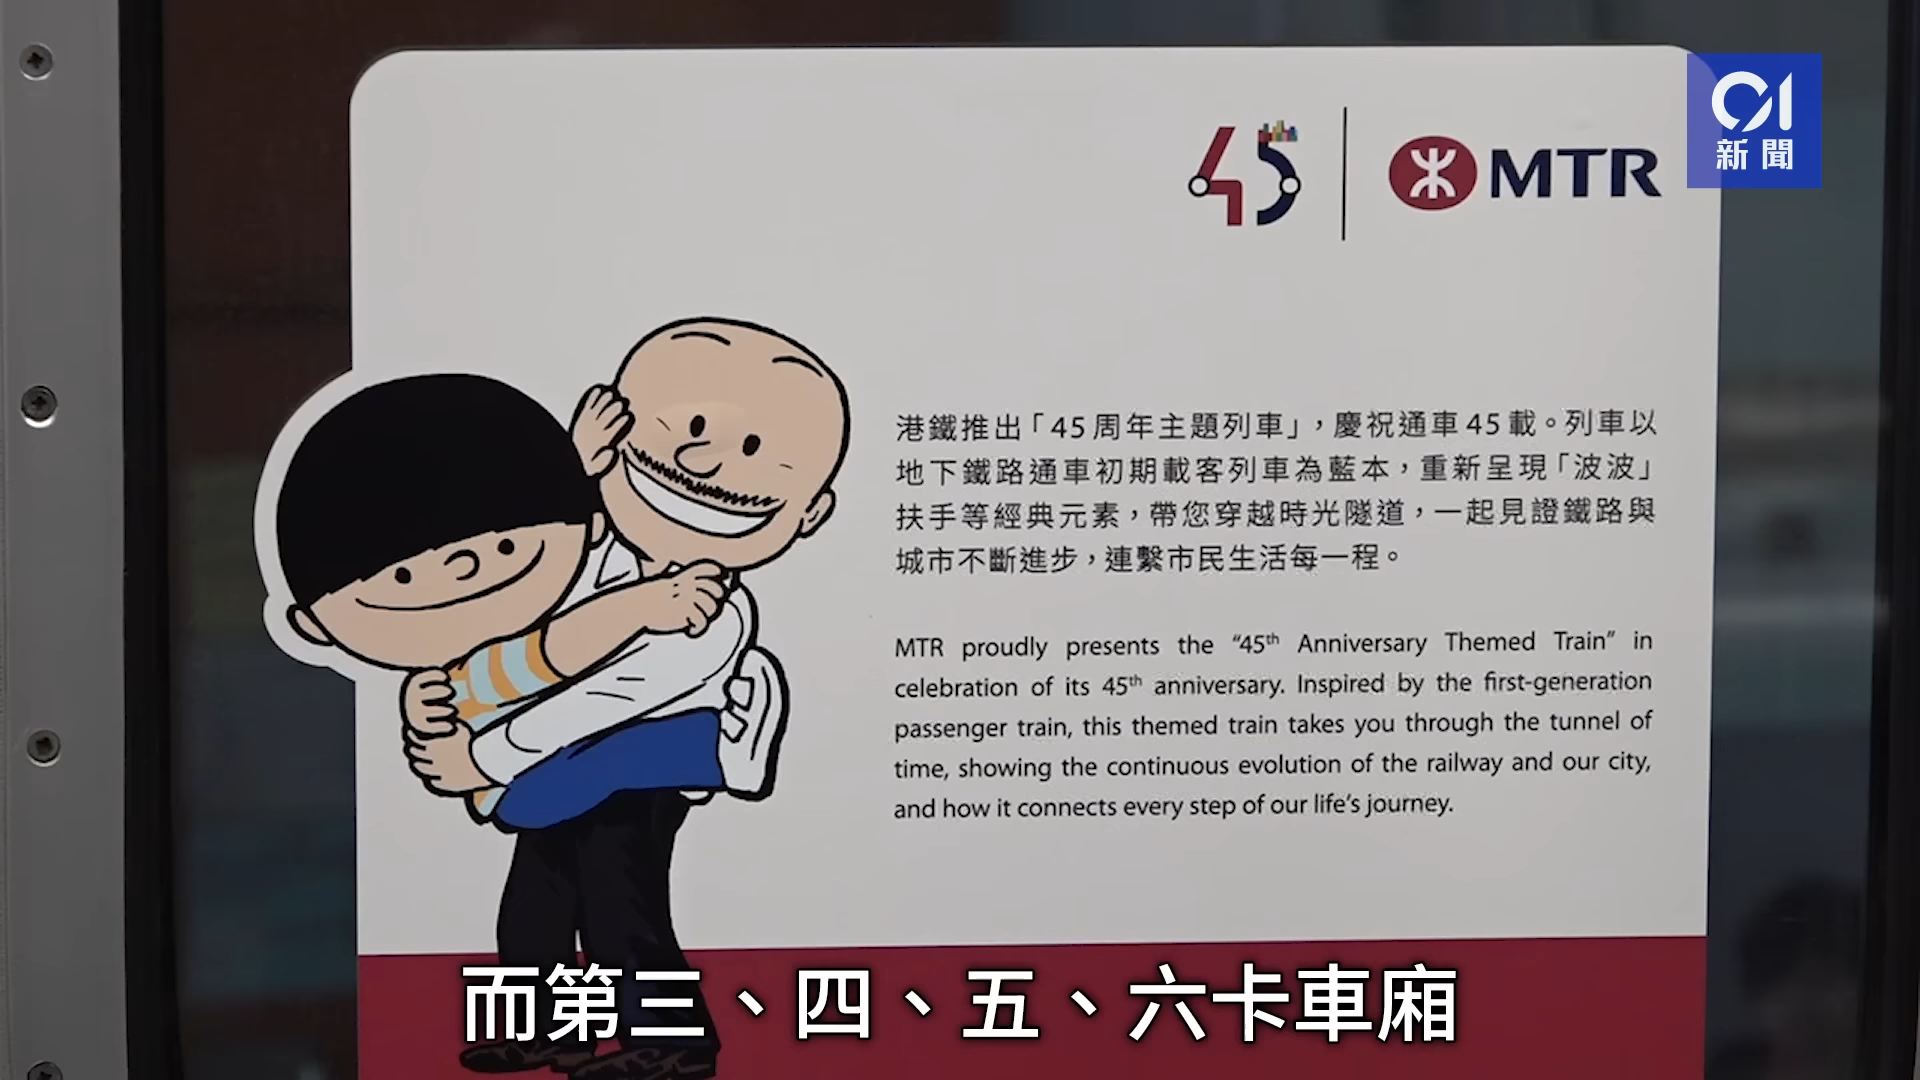 45
MTR
01
新聞
港鐵推出「45周年主題列車」，慶祝通車45載。列車以
地下鐵路通車初期載客列車為藍本，重新呈現「波波」
扶手等經典元素，帶您穿越時光隧道，一起見證鐵路與
城市不斷進步，連繫市民生活每一程。
MTR proudly presents the “45th Anniversary Themed Train” in
celebration of its 45th anniversary. Inspired by the first-generation
passenger train, this themed train takes you through the tunnel of
time, showing the continuous evolution of the railway and our city,
and how it connects every step of our life’s journey.
而第三、四、五、六卡車廂